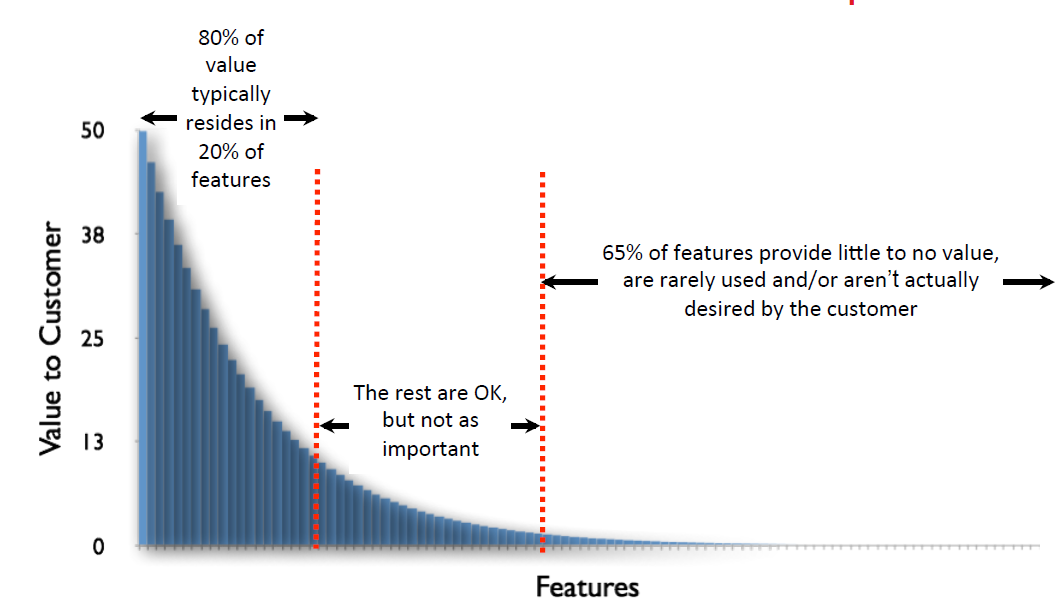 80% of
value
typically
resides in
20% of
features
50
38
25
13
0
Value to Customer
65% of features provide little to no value,
are rarely used and/or aren't actually
desired by the customer
The rest are OK,
but not as
important
Features